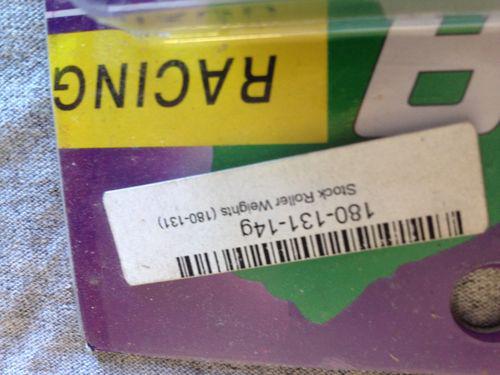 180-131-14g
Stock Roller Weights (180-131)
RACING